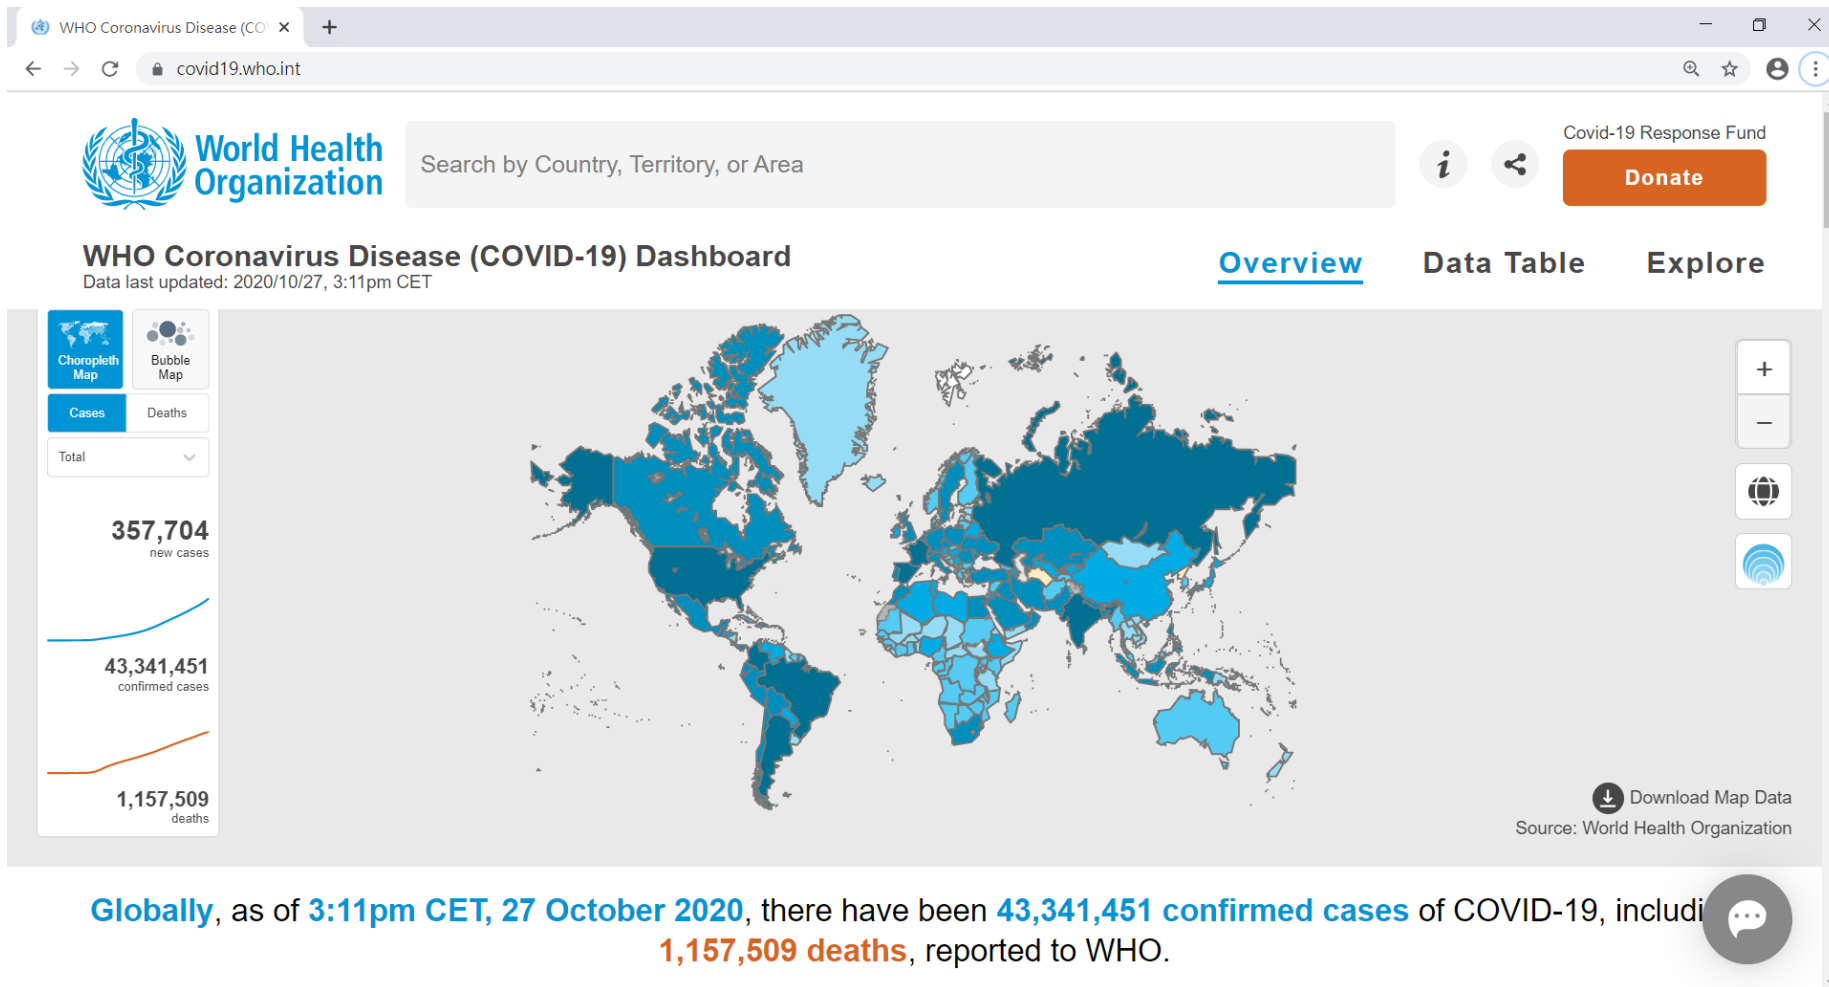 WHO Coronavirus Disease (CO
covid19.who.int
World Health
Organization
Search by Country, Territory, or Area
Covid-19 Response Fund
Donate
WHO Coronavirus Disease (COVID-19) Dashboard
Data last updated: 2020/10/27, 3:11pm CET
Overview
Data Table
Explore
Choropleth
Map
Bubble
Map
Cases
Deaths
Total
357,704
new cases
43,341,451
confirmed cases
1,157,509
deaths
+
−
Download Map Data
Source: World Health Organization
Globally, as of 3:11pm CET, 27 October 2020, there have been 43,341,451 confirmed cases of COVID-19, includi
1,157,509 deaths, reported to WHO.